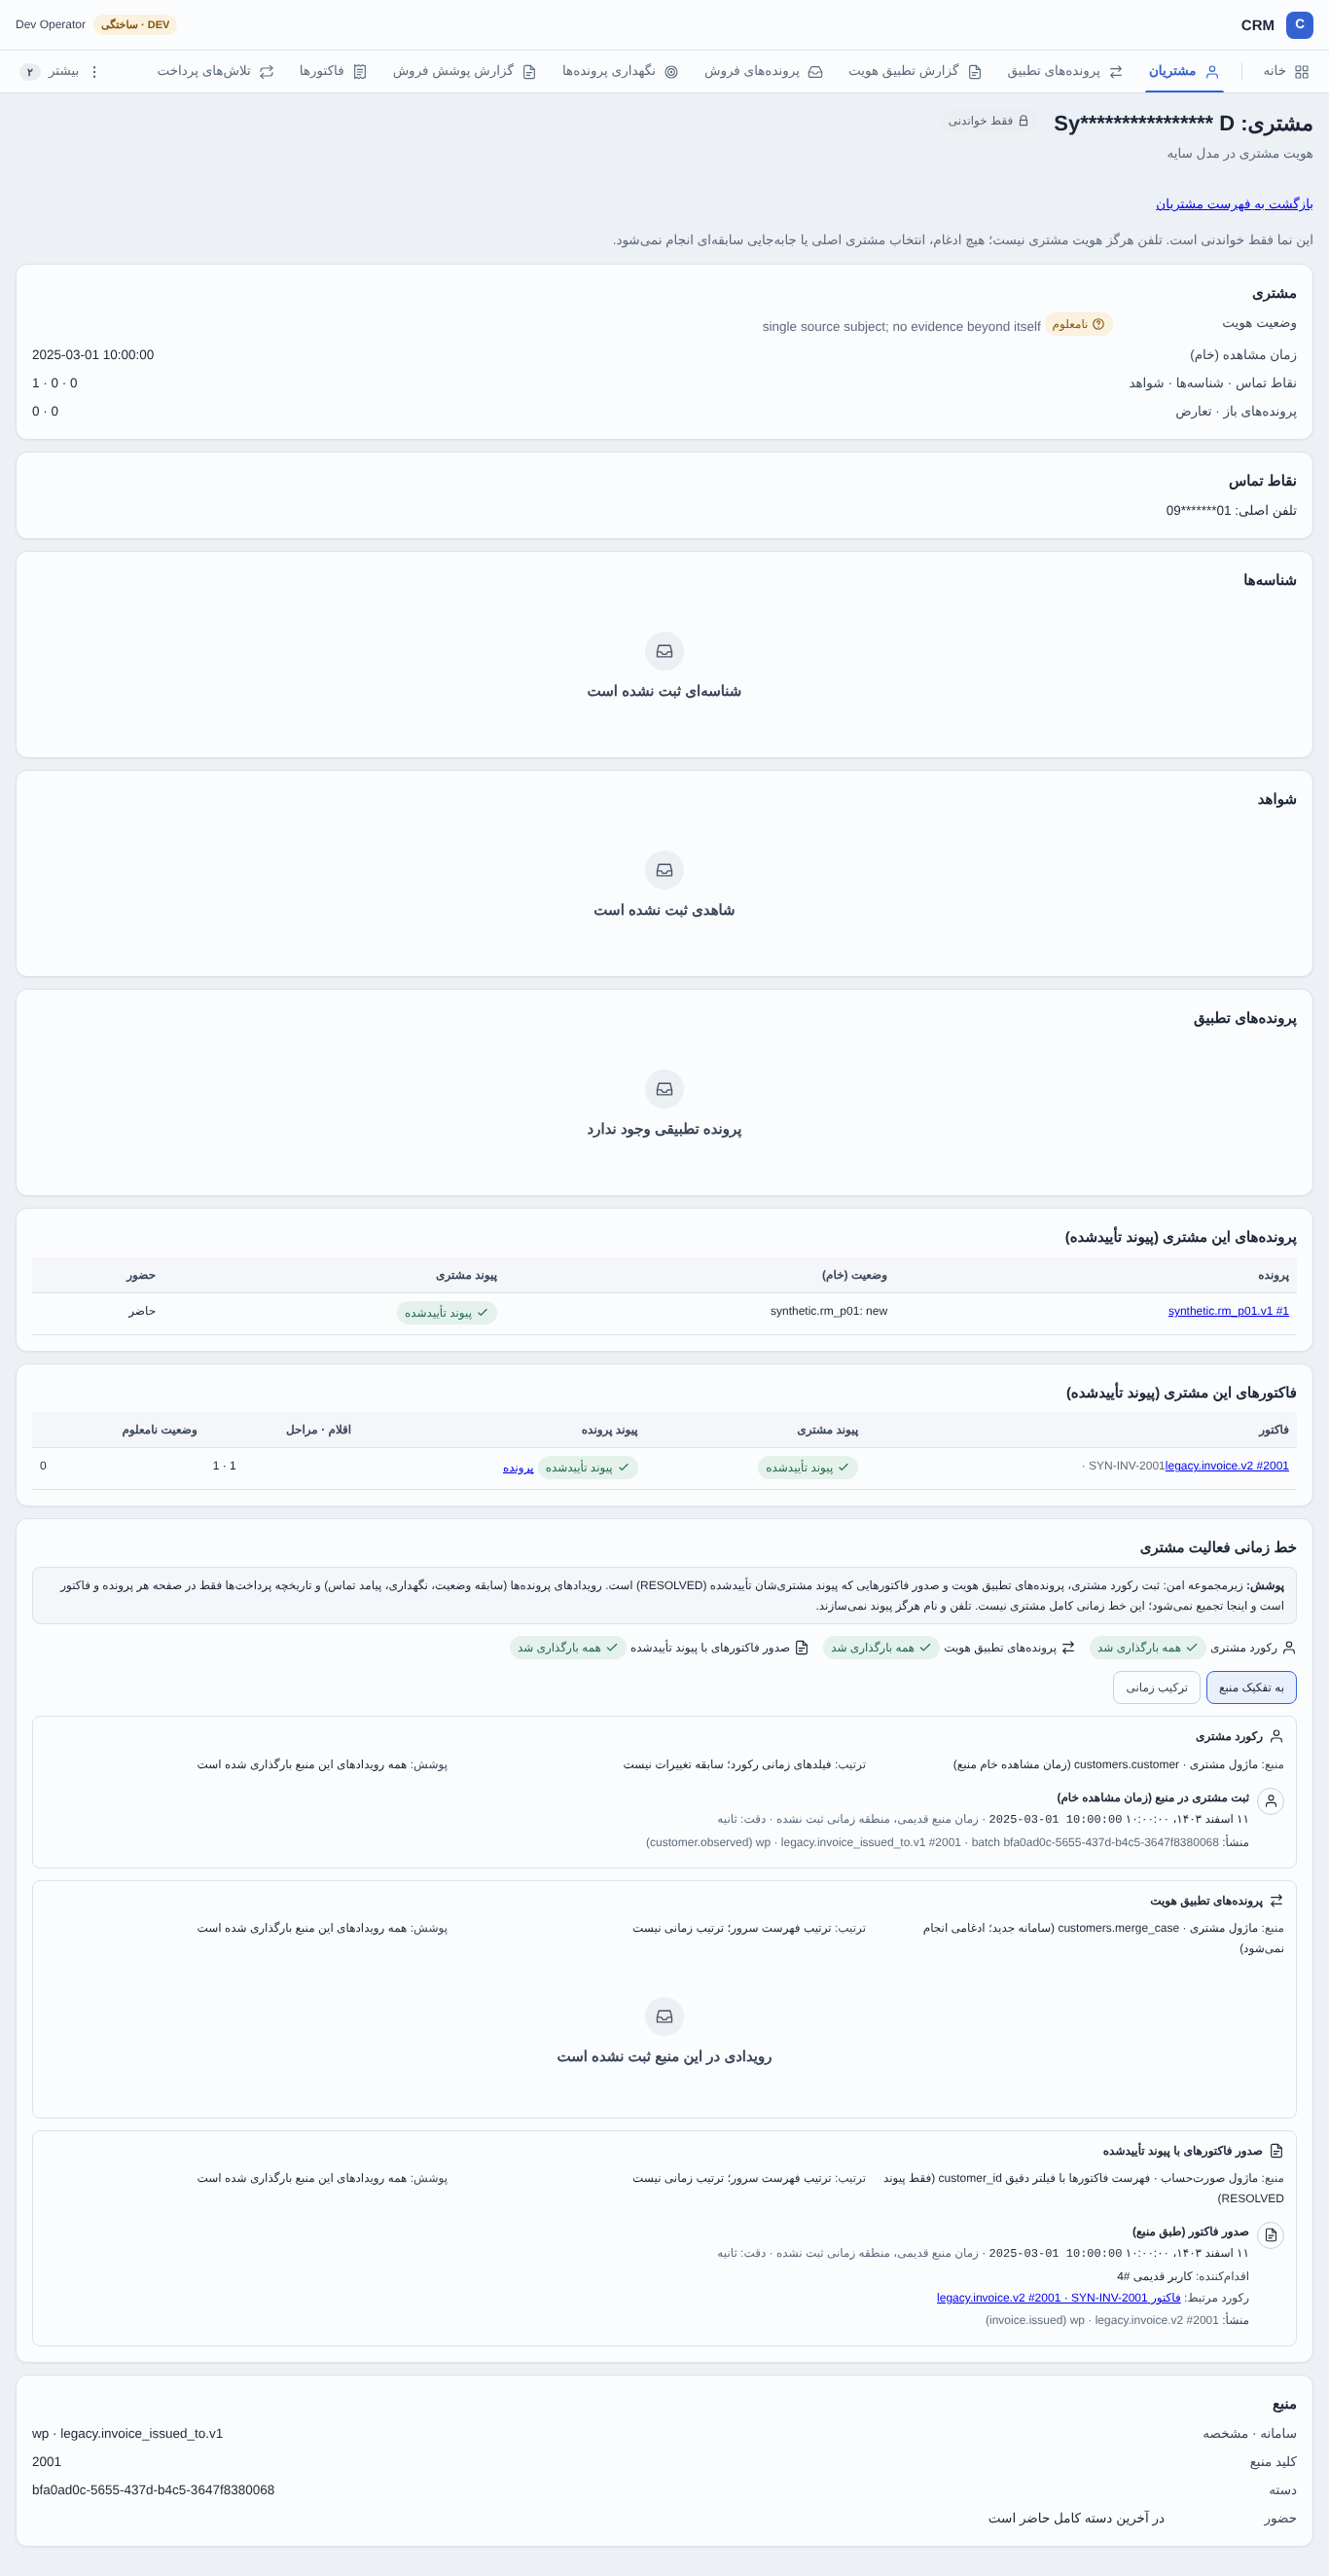 C CRM
DEV · ساختگی Dev Operator
خانه مشتریان پرونده‌های تطبیق گزارش تطبیق هویت پرونده‌های فروش نگهداری پرونده‌ها گزارش پوشش فروش فاکتورها تلاش‌های پرداخت بیشتر ۲
مشتری: Sy**************** D فقط خواندنی
هویت مشتری در مدل سایه
بازگشت به فهرست مشتریان
این نما فقط خواندنی است. تلفن هرگز هویت مشتری نیست؛ هیچ ادغام، انتخاب مشتری اصلی یا جابه‌جایی سابقه‌ای انجام نمی‌شود.
مشتری
وضعیت هویت نامعلوم single source subject; no evidence beyond itself
زمان مشاهده (خام) 2025-03-01 10:00:00
نقاط تماس · شناسه‌ها · شواهد 1 · 0 · 0
پرونده‌های باز · تعارض 0 · 0
نقاط تماس
تلفن اصلی: 09*******01
شناسه‌ها
شناسه‌ای ثبت نشده است
شواهد
شاهدی ثبت نشده است
پرونده‌های تطبیق
پرونده تطبیقی وجود ندارد
پرونده‌های این مشتری (پیوند تأییدشده)
پرونده وضعیت (خام) پیوند مشتری حضور
synthetic.rm_p01.v1 #1 synthetic.rm_p01: new پیوند تأییدشده حاضر
فاکتورهای این مشتری (پیوند تأییدشده)
فاکتور پیوند مشتری پیوند پرونده اقلام · مراحل وضعیت نامعلوم
legacy.invoice.v2 #2001 SYN-INV-2001 · پیوند تأییدشده پیوند تأییدشده پرونده 1 · 1 0
خط زمانی فعالیت مشتری
پوشش: زیرمجموعه امن: ثبت رکورد مشتری، پرونده‌های تطبیق هویت و صدور فاکتورهایی که پیوند مشتری‌شان تأییدشده (RESOLVED) است. رویدادهای پرونده‌ها (سابقه وضعیت، نگهداری، پیامد تماس) و تاریخچه پرداخت‌ها فقط در صفحه هر پرونده و فاکتور
است و اینجا تجمیع نمی‌شود؛ این خط زمانی کامل مشتری نیست. تلفن و نام هرگز پیوند نمی‌سازند.
رکورد مشتری همه بارگذاری شد پرونده‌های تطبیق هویت همه بارگذاری شد صدور فاکتورهای با پیوند تأییدشده همه بارگذاری شد
به تفکیک منبع ترکیب زمانی
رکورد مشتری
منبع: ماژول مشتری · customers.customer (زمان مشاهده خام منبع) ترتیب: فیلدهای زمانی رکورد؛ سابقه تغییرات نیست پوشش: همه رویدادهای این منبع بارگذاری شده است
ثبت مشتری در منبع (زمان مشاهده خام)
۱۱ اسفند ۱۴۰۳، ۱۰:۰۰:۰۰ 2025-03-01 10:00:00 · زمان منبع قدیمی، منطقه زمانی ثبت نشده · دقت: ثانیه
منشأ: wp · legacy.invoice_issued_to.v1 #2001 · batch bfa0ad0c-5655-437d-b4c5-3647f8380068 (customer.observed)
پرونده‌های تطبیق هویت
منبع: ماژول مشتری · customers.merge_case (سامانه جدید؛ ادغامی انجام ترتیب: ترتیب فهرست سرور؛ ترتیب زمانی نیست پوشش: همه رویدادهای این منبع بارگذاری شده است
نمی‌شود)
رویدادی در این منبع ثبت نشده است
صدور فاکتورهای با پیوند تأییدشده
منبع: ماژول صورت‌حساب · فهرست فاکتورها با فیلتر دقیق customer_id (فقط پیوند ترتیب: ترتیب فهرست سرور؛ ترتیب زمانی نیست پوشش: همه رویدادهای این منبع بارگذاری شده است
RESOLVED)
صدور فاکتور (طبق منبع)
۱۱ اسفند ۱۴۰۳، ۱۰:۰۰:۰۰ 2025-03-01 10:00:00 · زمان منبع قدیمی، منطقه زمانی ثبت نشده · دقت: ثانیه
اقدام‌کننده: کاربر قدیمی #4
رکورد مرتبط: فاکتور legacy.invoice.v2 #2001 · SYN-INV-2001
منشأ: wp · legacy.invoice.v2 #2001 (invoice.issued)
منبع
سامانه · مشخصه wp · legacy.invoice_issued_to.v1
کلید منبع 2001
دسته bfa0ad0c-5655-437d-b4c5-3647f8380068
حضور در آخرین دسته کامل حاضر است